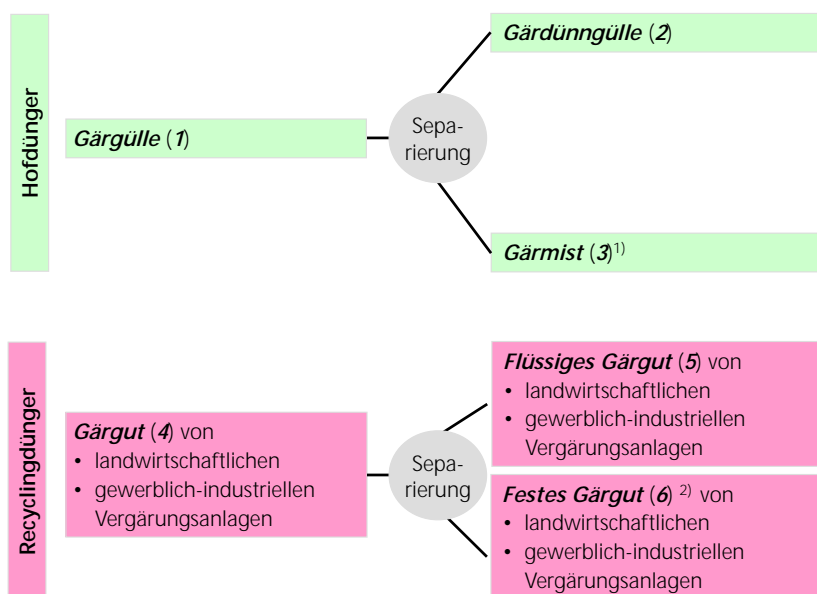 Hofdünger
Gärgülle (1)
Sepa-
rierung
Gärdünngülle (2)
Gärmist (3)1)
Recyclingdünger
Gärgut (4) von
• landwirtschaftlichen
• gewerblich-industriellen
Vergärungsanlagen
Sepa-
rierung
Flüssiges Gärgut (5) von
• landwirtschaftlichen
• gewerblich-industriellen
Vergärungsanlagen
Festes Gärgut (6) 2) von
• landwirtschaftlichen
• gewerblich-industriellen
Vergärungsanlagen